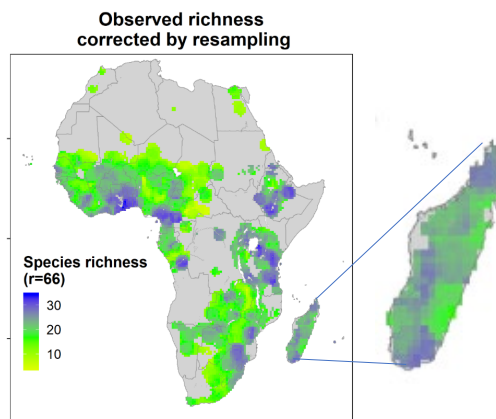 Observed richness
corrected by resampling
Species richness
(r=66)
30
20
10